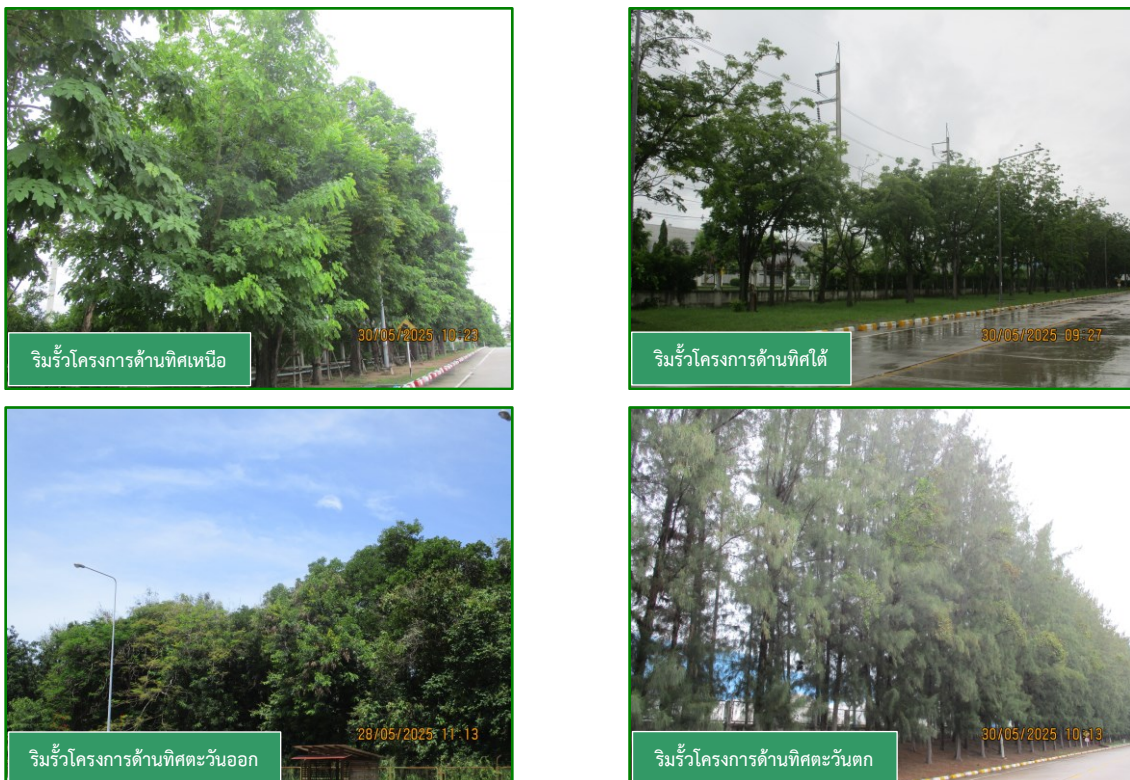 ริมรั้วโครงการด้านทิศเหนือ
30/05/2025 10:23
ริมรั้วโครงการด้านทิศใต้
30/05/2025 09:27
ริมรั้วโครงการด้านทิศตะวันออก
28/05/2025 11:13
ริมรั้วโครงการด้านทิศตะวันตก
30/05/2025 10:13